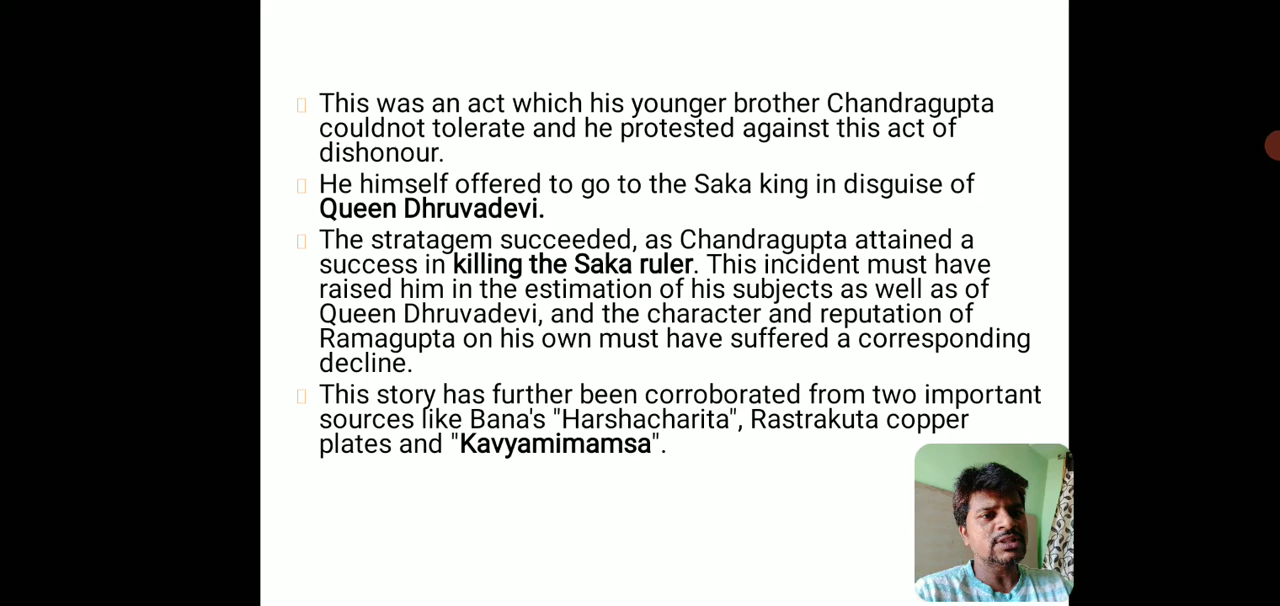 This was an act which his younger brother Chandragupta
couldnot tolerate and he protested against this act of
dishonour.
He himself offered to go to the Saka king in disguise of
Queen Dhruvadevi.
The stratagem succeeded, as Chandragupta attained a
success in killing the Saka ruler. This incident must have
raised him in the estimation of his subjects as well as of
Queen Dhruvadevi, and the character and reputation of
Ramagupta on his own must have suffered a corresponding
decline.
This story has further been corroborated from two important
sources like Bana's "Harshacharita", Rastrakuta copper
plates and "Kavyamimamsa".